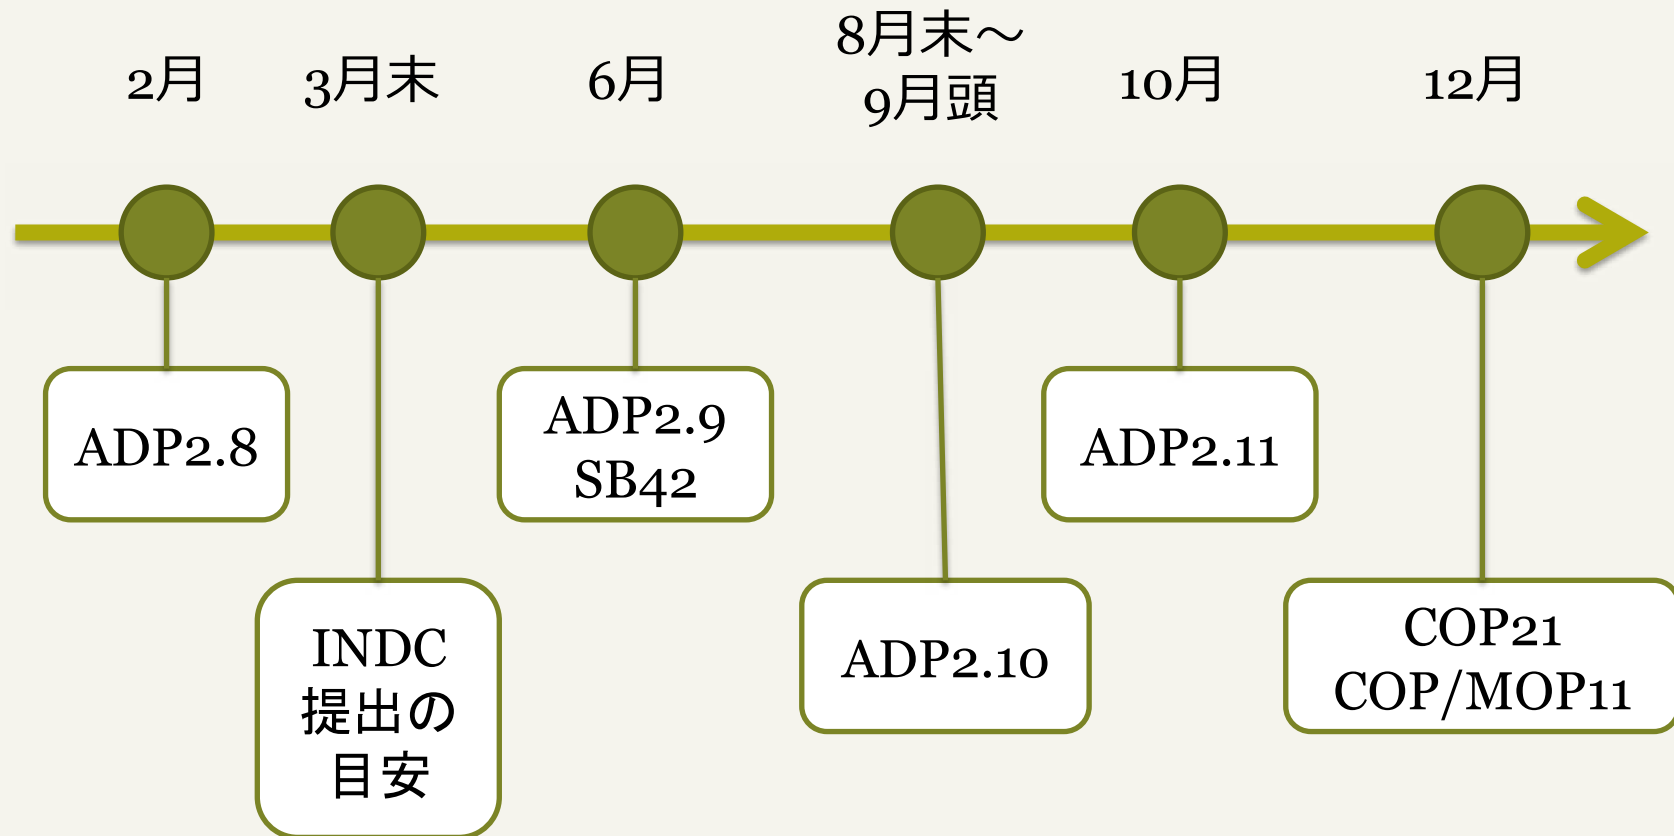 2月
3月末
6月
8月末～
9月頭
10月
12月
ADP2.8
INDC
提出の
目安
ADP2.9
SB42
ADP2.10
ADP2.11
COP21
COP/MOP11